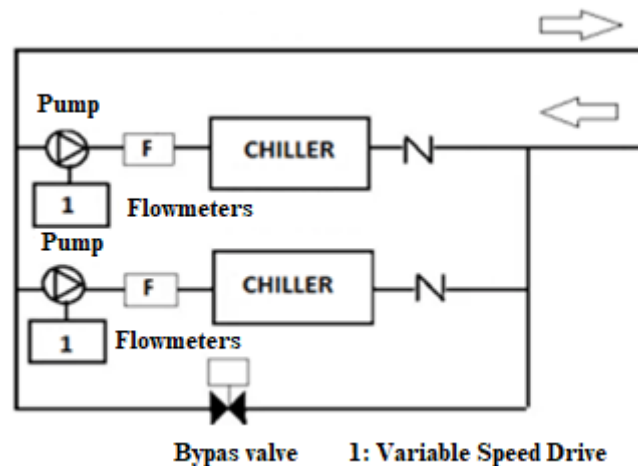 Pump
F
CHILLER
1
Flowmeters
Pump
F
CHILLER
1
Flowmeters
Bypas valve
1: Variable Speed Drive